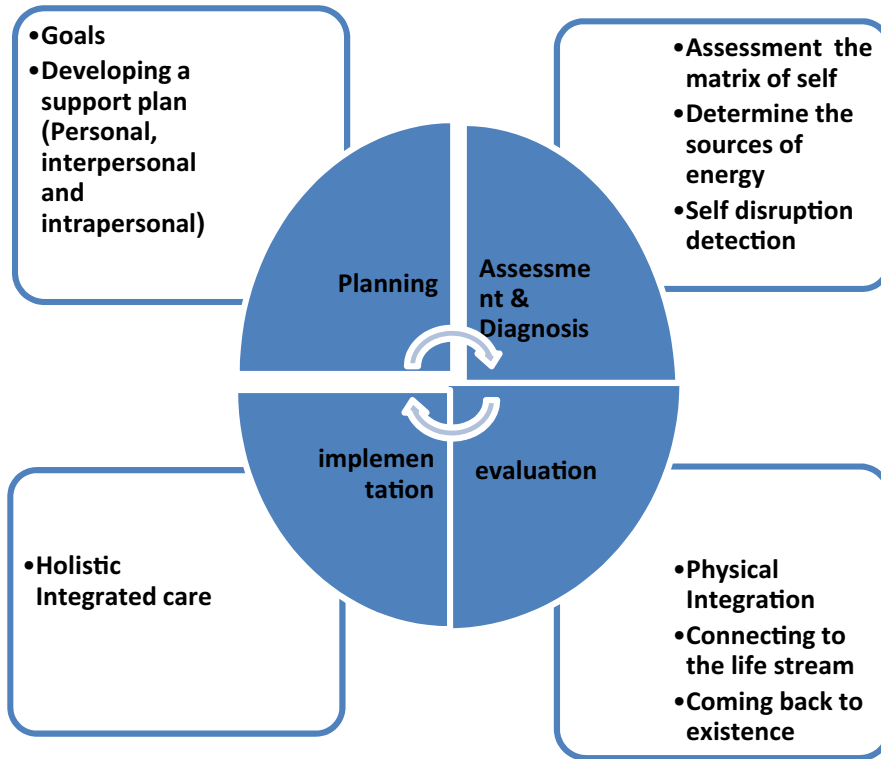 •Goals
•Developing a
support plan
(Personal,
interpersonal
and
intrapersonal)
•Assessment  the
matrix of self
•Determine the
sources of
energy
•Self disruption
detection
Planning
Assessme
nt &
Diagnosis
implemen
tation
evaluation
•Holistic
Integrated care
•Physical
Integration
•Connecting to
the life stream
•Coming back to
existence